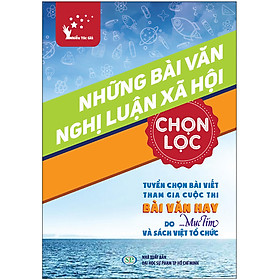 NHIỀU TÁC GIẢ
NHỮNG BÀI VĂN
NGHỊ LUẬN XÃ HỘI
CHỌN
LỌC
TUYỂN CHỌN BÀI VIẾT
THAM GIA CUỘC THI
BÀI VĂN HAY
DO Mực Tím
VÀ SÁCH VIỆT TỔ CHỨC
NHÀ XUẤT BẢN
ĐẠI HỌC SƯ PHẠM TP HỒ CHÍ MINH